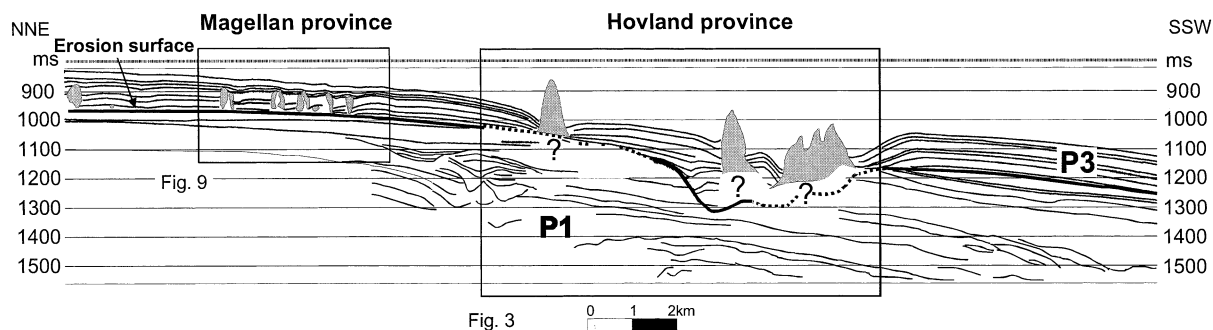 NNE Magellan province Hovland province SSW
ms Erosion surface ms
900 900
1000 1000
? 
1100 P3 1100
1200 Fig. 9 ? ? 1200
1300 P1 1300
1400 1400
1500 1500
Fig. 3 0 1 2km